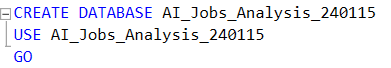 CREATE DATABASE AI_Jobs_Analysis_240115
USE AI_Jobs_Analysis_240115
GO